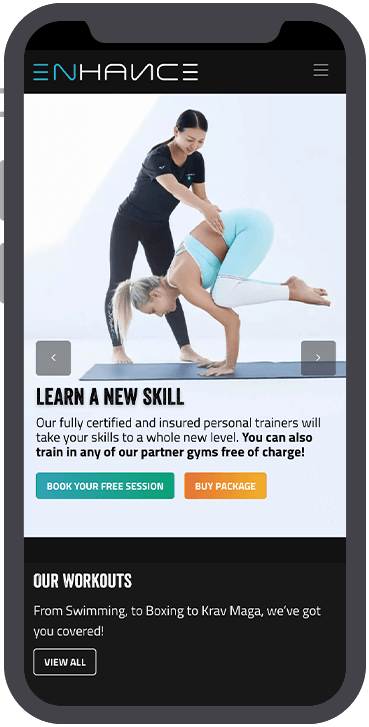 ENHANCE
LEARN A NEW SKILL
Our fully certified and insured personal trainers will
take your skills to a whole new level. You can also
train in any of our partner gyms free of charge!
BOOK YOUR FREE SESSION
BUY PACKAGE
OUR WORKOUTS
From Swimming, to Boxing to Krav Maga, we’ve got
you covered!
VIEW ALL